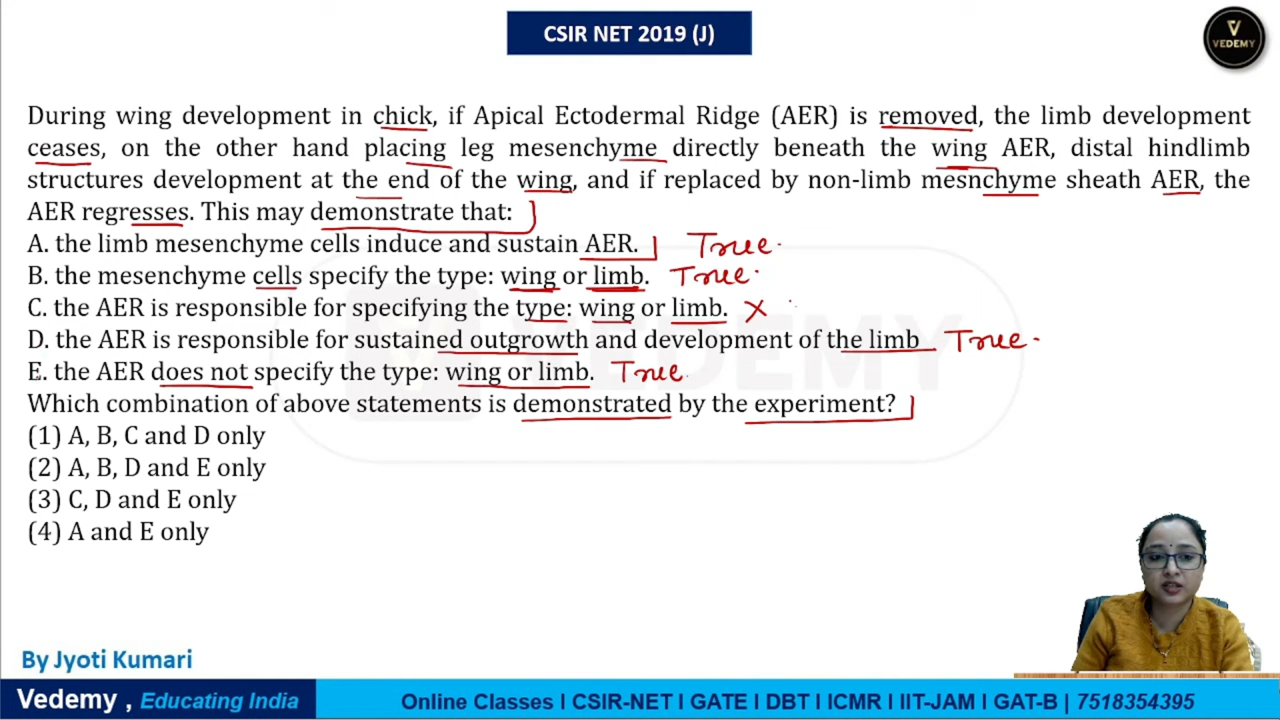 CSIR NET 2019 (J)
V
VEDEMY
During wing development in chick, if Apical Ectodermal Ridge (AER) is removed, the limb development
ceases, on the other hand placing leg mesenchyme directly beneath the wing AER, distal hindlimb
structures development at the end of the wing, and if replaced by non-limb mesnchyme sheath AER, the
AER regresses. This may demonstrate that:
A. the limb mesenchyme cells induce and sustain AER. True.
B. the mesenchyme cells specify the type: wing or limb. True.
C. the AER is responsible for specifying the type: wing or limb. X
D. the AER is responsible for sustained outgrowth and development of the limb True.
E. the AER does not specify the type: wing or limb. True.
Which combination of above statements is demonstrated by the experiment?
(1) A, B, C and D only
(2) A, B, D and E only
(3) C, D and E only
(4) A and E only
VEDEMY
By Jyoti Kumari
Vedemy , Educating India
Online Classes I CSIR-NET I GATE I DBT I ICMR I IIT-JAM I GAT-B | 7518354395